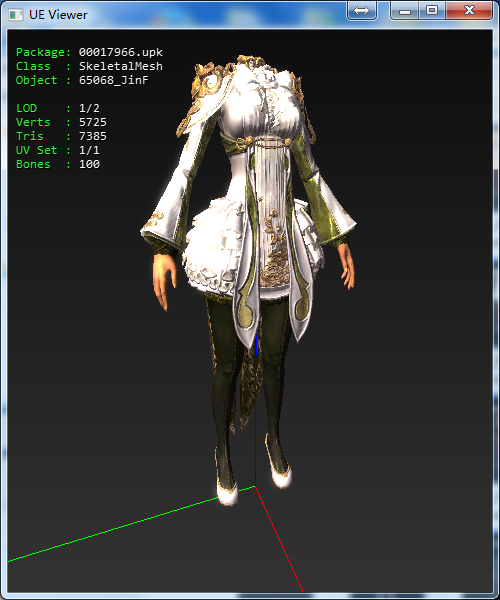 UE Viewer
Package: 00017966.upk
Class : SkeletalMesh
Object : 65068_JinF
LOD : 1/2
Verts : 5725
Tris : 7385
UV Set : 1/1
Bones : 100